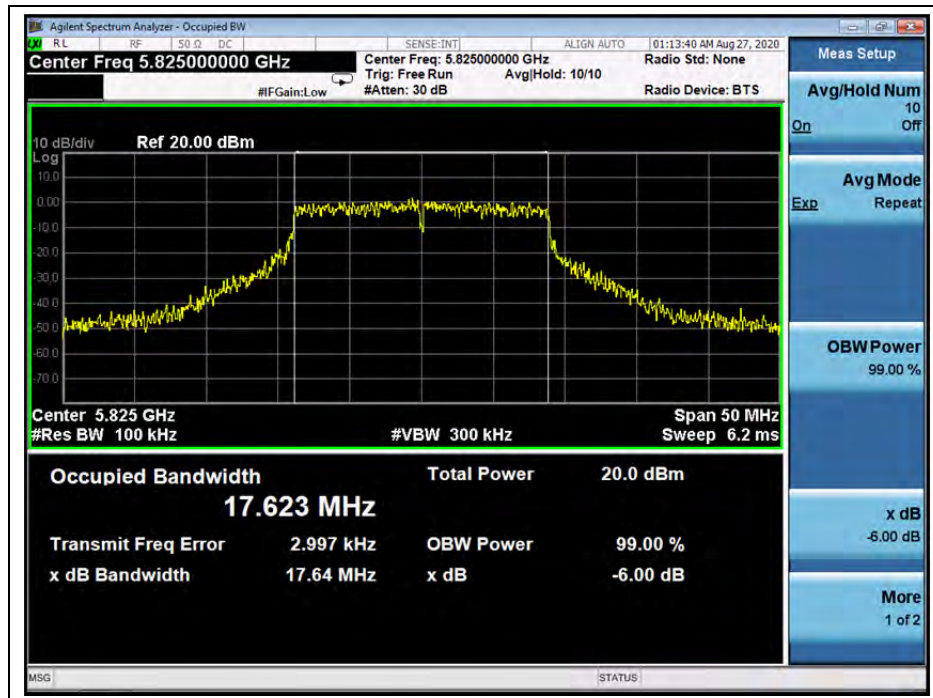 Agilent Spectrum Analyzer - Occupied BW
LXI RL RF 50 Ω DC SENSE:INT ALIGN AUTO 01:13:40 AM Aug 27, 2020
Center Freq 5.825000000 GHz
Center Freq: 5.825000000 GHz Radio Std: None
Trig: Free Run Avg|Hold: 10/10
#IFGain:Low #Atten: 30 dB Radio Device: BTS
Meas Setup
Avg/Hold Num
10
On Off
Avg Mode
Exp Repeat
OBW Power
99.00 %
x dB
-6.00 dB
More
1 of 2
10 dB/div Ref 20.00 dBm
Log
10.0
0.00
-10.0
-20.0
-30.0
-40.0
-50.0
-60.0
-70.0
Center 5.825 GHz Span 50 MHz
#Res BW 100 kHz #VBW 300 kHz Sweep 6.2 ms
Occupied Bandwidth Total Power 20.0 dBm
17.623 MHz
Transmit Freq Error 2.997 kHz OBW Power 99.00 %
x dB Bandwidth 17.64 MHz x dB -6.00 dB
MSG STATUS